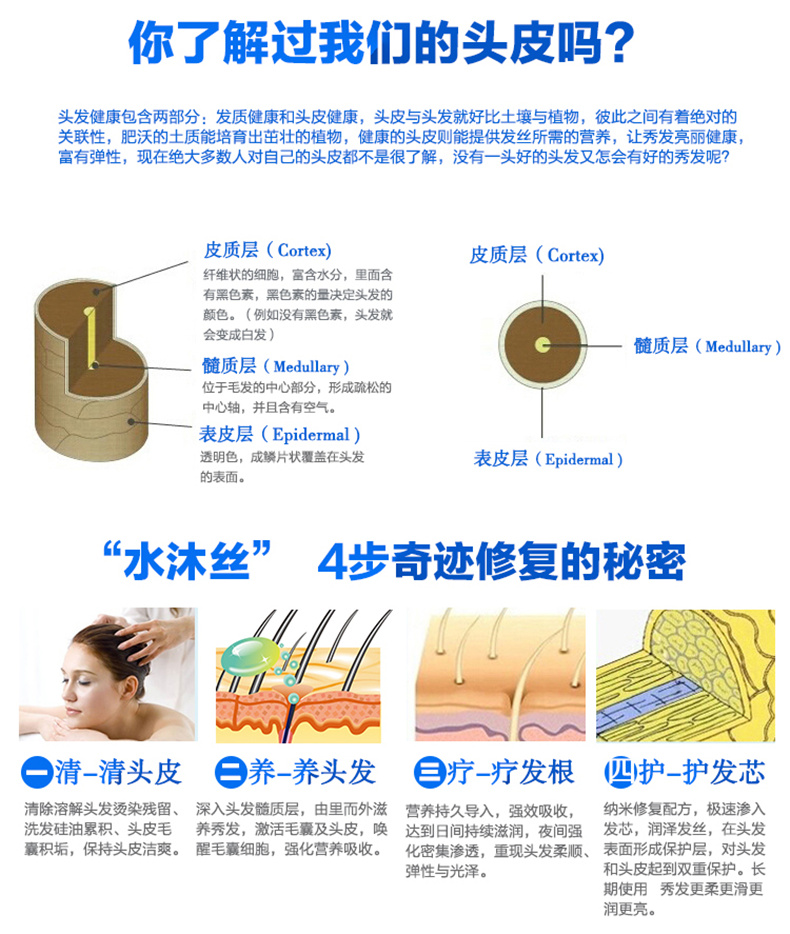 你了解过我们的头皮吗?
头发健康包含两部分：发质健康和头皮健康，头皮与头发就好比土壤与植物，彼此之间有着绝对的
关联性，肥沃的土质能培育出茁壮的植物，健康的头皮则能提供发丝所需的营养，让秀发亮丽健康，
富有弹性，现在绝大多数人对自己的头皮都不是很了解，没有一头好的头发又怎会有好的秀发呢?
皮质层（Cortex)
纤维状的细胞，富含水分，里面含
有黑色素，黑色素的量决定头发的
颜色。（例如没有黑色素，头发就
会变成白发）
髓质层（Medullary）
位于毛发的中心部分，形成疏松的
中心轴，并且含有空气。
表皮层（Epidermal）
透明色，成鳞片状覆盖在头发
的表面。
皮质层（Cortex)
髓质层（Medullary）
表皮层（Epidermal）
“水沐丝” 4步奇迹修复的秘密
一清-清头皮
清除溶解头发烫染残留、
洗发硅油累积、头皮毛
囊积垢，保持头皮洁爽。
二养-养头发
深入头发髓质层，由里而外滋
养秀发，激活毛囊及头皮，唤
醒毛囊细胞，强化营养吸收。
三疗-疗发根
营养持久导入，强效吸收，
达到日间持续滋润，夜间强
化密集渗透，重现头发柔顺、
弹性与光泽。
四护-护发芯
纳米修复配方，极速渗入
发芯，润泽发丝，在头发
表面形成保护层，对头发
和头皮起到双重保护。长
期使用 秀发更柔更滑更
润更亮。